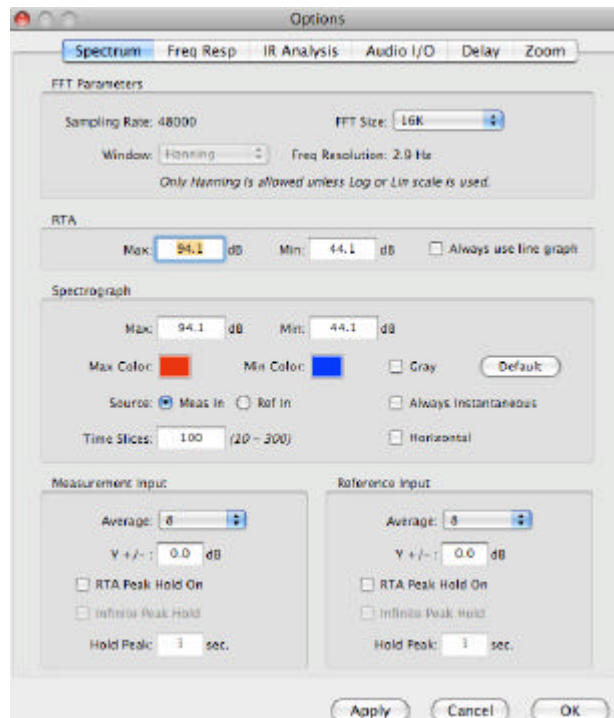 Options
Spectrum Freq Resp IR Analysis Audio I/O Delay Zoom
FFT Parameters
Sampling Rate: 48000 FFT Size: 16K
Window: Hanning Freq Resolution: 2.9 Hz
Only Hanning is allowed unless Log or Lin scale is used.
RTA
Max: 94.1 dB Min: 44.1 dB Always use line graph
Spectrograph
Max: 94.1 dB Min: 44.1 dB
Max Color: Min Color: Gray Default
Source: Meas In Ref In Always Instantaneous
Time Slices: 100 (20 - 300) Horizontal
Measurement Input Reference Input
Average: 8 Average: 8
Y +/- : 0.0 dB Y +/- : 0.0 dB
RTA Peak Hold On RTA Peak Hold On
Infinite Peak Hold Infinite Peak Hold
Hold Peak: 3 sec. Hold Peak: 3 sec.
Apply Cancel OK